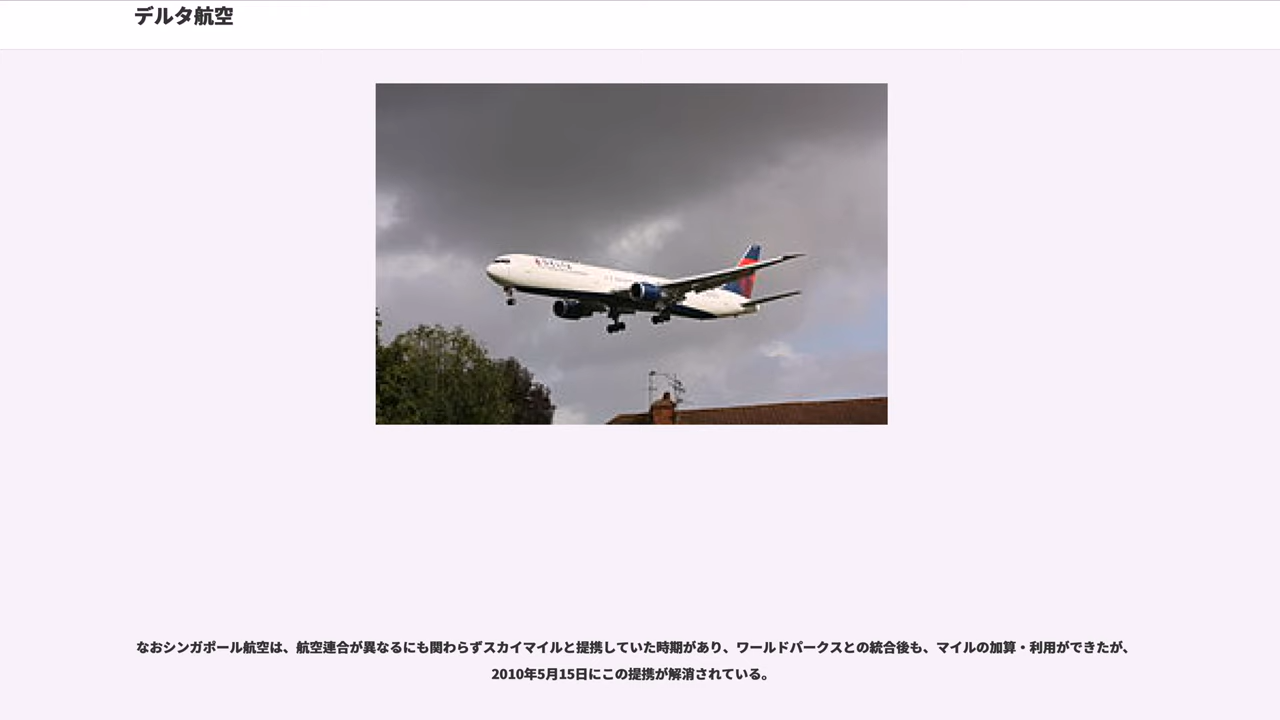 デルタ航空
DELTA
なおシンガポール航空は、航空連合が異なるにも関わらずスカイマイルと提携していた時期があり、ワールドパークスとの統合後も、マイルの加算・利用ができたが、
2010年5月15日にこの提携が解消されている。